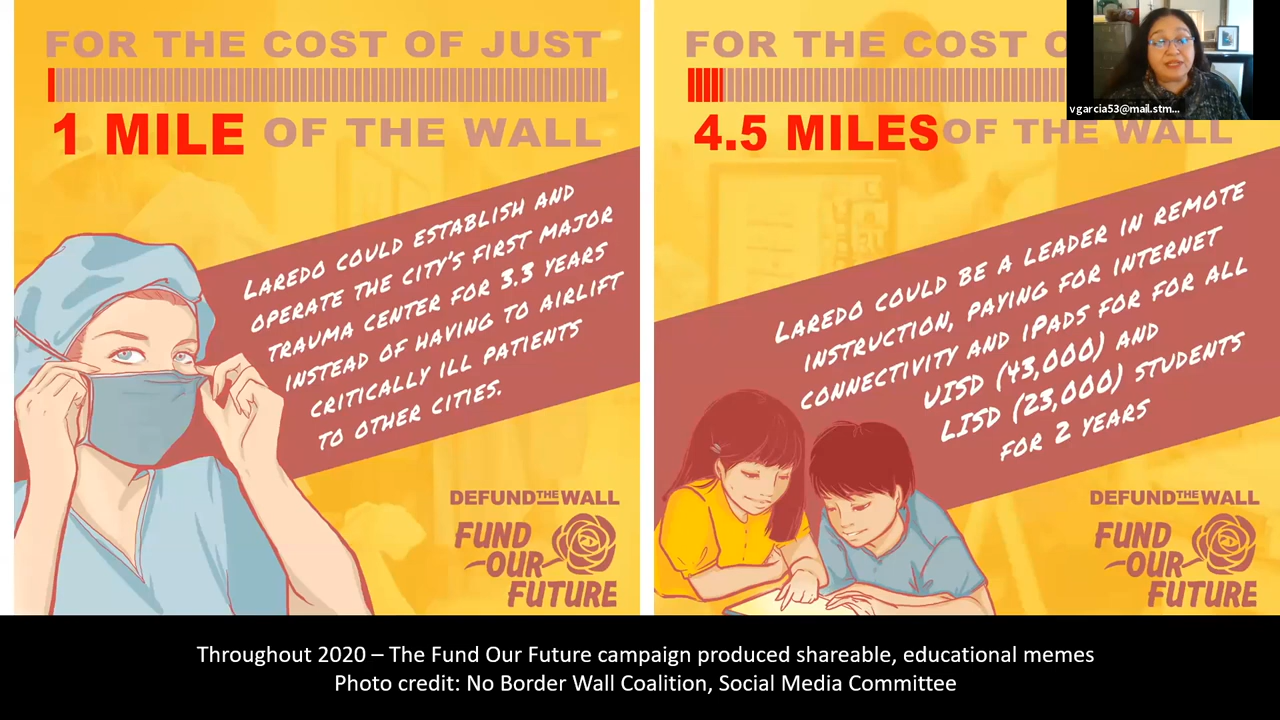 FOR THE COST OF JUST
1 MILE OF THE WALL
LAREDO COULD ESTABLISH AND
OPERATE THE CITY'S FIRST MAJOR
TRAUMA CENTER FOR 3.3 YEARS
INSTEAD OF HAVING TO AIRLIFT
CRITICALLY ILL PATIENTS
TO OTHER CITIES.
DEFUND THE WALL
FUND
OUR
FUTURE
FOR THE COST O
4.5 MILES OF THE WALL
LAREDO COULD BE A LEADER IN REMOTE
INSTRUCTION, PAYING FOR INTERNET
CONNECTIVITY AND IPADS FOR FOR ALL
UISD (43,000) AND
LISD (23,000) STUDENTS
FOR 2 YEARS
DEFUND THE WALL
FUND
OUR
FUTURE
vgarcia53@mail.stm...
Throughout 2020 – The Fund Our Future campaign produced shareable, educational memes
Photo credit: No Border Wall Coalition, Social Media Committee